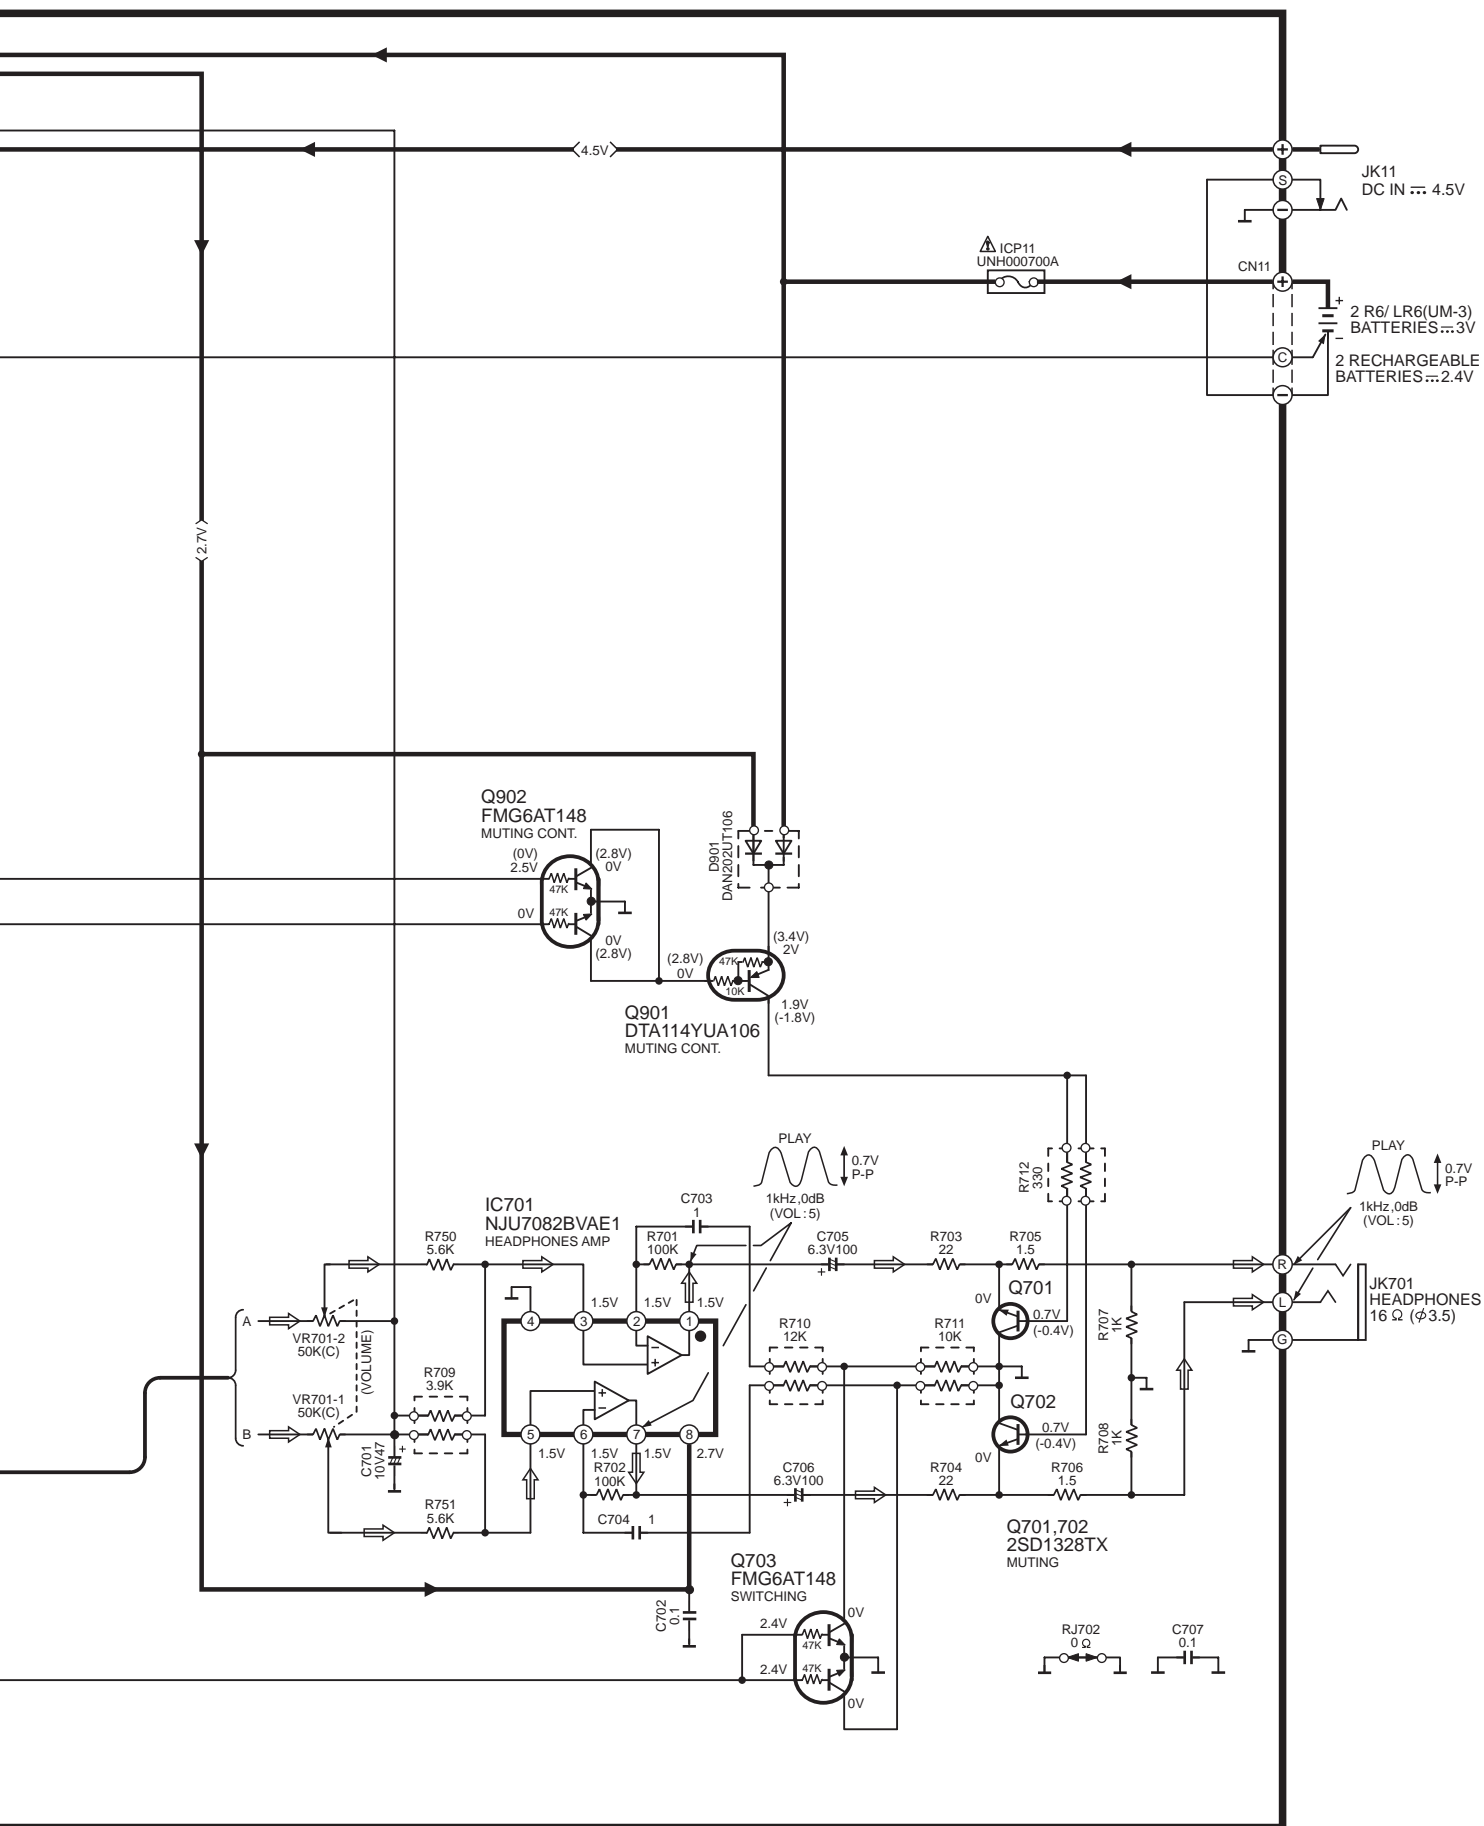 4.5V
+
JK11
DC IN 4.5V
S
−
ICP11
UNH000700A
CN11
+
+
2 R6/ LR6(UM-3)
BATTERIES 3V
−
C
2 RECHARGEABLE
BATTERIES 2.4V
−
2.7V
Q902
FMG6AT148
MUTING CONT.
(0V)
2.5V
(2.8V)
0V
47K
0V
47K
0V
(2.8V)
D901
DAN202UT106
(2.8V)
0V
(3.4V)
2V
47K
10K
1.9V
(-1.8V)
Q901
DTA114YUA106
MUTING CONT.
R712
330
PLAY
0.7V
P-P
1kHz,0dB
(VOL:5)
PLAY
0.7V
P-P
1kHz,0dB
(VOL:5)
IC701
NJU7082BVAE1
HEADPHONES AMP
C703
1
R750
5.6K
R701
100K
C705
6.3V100
+
R703
22
R705
1.5
R
L
G
JK701
HEADPHONES
16 Ω (φ3.5)
1.5V
1.5V
1.5V
4
3
2
1
−
+
+
−
5
6
7
8
1.5V
1.5V
1.5V
2.7V
Q701
0V
0.7V
(-0.4V)
R707
1K
A
VR701-2
50K(C)
(VOLUME)
R709
3.9K
VR701-1
50K(C)
B
C701
10V47
+
R710
12K
R711
10K
Q702
0.7V
(-0.4V)
0V
R708
1K
R751
5.6K
R702
100K
C704
1
C706
6.3V100
+
R704
22
R706
1.5
Q701,702
2SD1328TX
MUTING
Q703
FMG6AT148
SWITCHING
C702
0.1
2.4V
47K
0V
2.4V
47K
0V
RJ702
0 Ω
C707
0.1